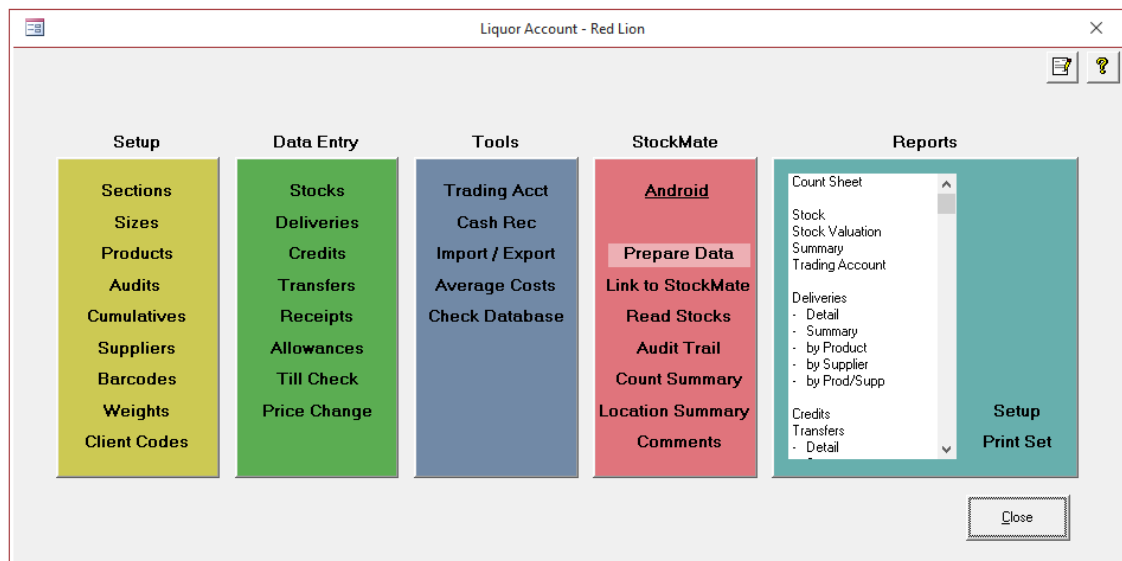 Liquor Account - Red Lion
Setup
Sections
Sizes
Products
Audits
Cumulatives
Suppliers
Barcodes
Weights
Client Codes
Data Entry
Stocks
Deliveries
Credits
Transfers
Receipts
Allowances
Till Check
Price Change
Tools
Trading Acct
Cash Rec
Import / Export
Average Costs
Check Database
StockMate
Android
Prepare Data
Link to StockMate
Read Stocks
Audit Trail
Count Summary
Location Summary
Comments
Reports
Count Sheet
Stock
Stock Valuation
Summary
Trading Account
Deliveries
- Detail
- Summary
- by Product
- by Supplier
- by Prod/Supp
Credits
Transfers
- Detail
Setup
Print Set
Close